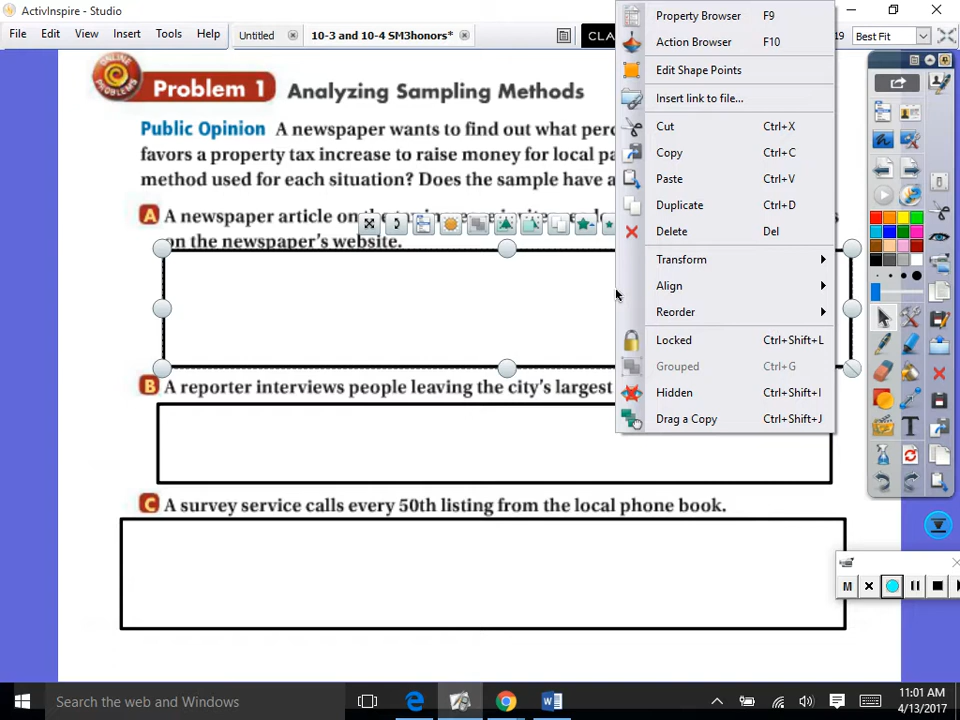 ActivInspire - Studio
File Edit View Insert Tools Help
Untitled
10-3 and 10-4 SM3honors*
CLA
19
Best Fit
Property Browser F9
Action Browser F10
Edit Shape Points
Insert link to file...
Cut Ctrl+X
Copy Ctrl+C
Paste Ctrl+V
Duplicate Ctrl+D
Delete Del
Transform
Align
Reorder
Locked Ctrl+Shift+L
Grouped Ctrl+G
Hidden Ctrl+Shift+I
Drag a Copy Ctrl+Shift+J
ONLINE PROBLEMS
Problem 1 Analyzing Sampling Methods
Public Opinion A newspaper wants to find out what perc
favors a property tax increase to raise money for local pa
method used for each situation? Does the sample have a
A A newspaper article on the
on the newspaper's website.
B A reporter interviews people leaving the city's largest
C A survey service calls every 50th listing from the local phone book.
M
Search the web and Windows
11:01 AM
4/13/2017